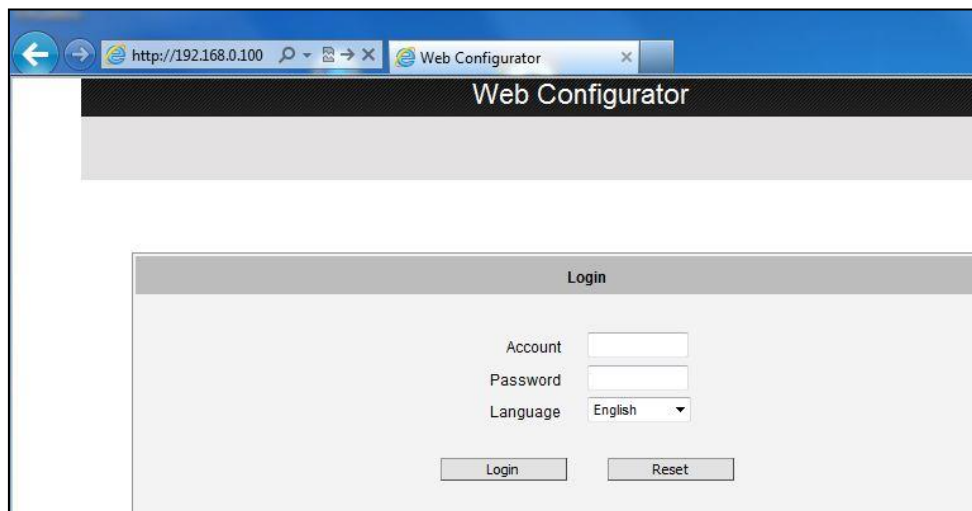 http://192.168.0.100
Web Configurator
Web Configurator
Login
Account
Password
Language English
Login Reset